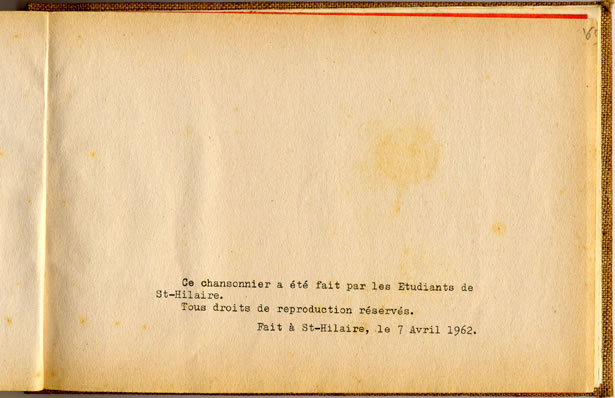 Ce chansonnier a été fait par les Etudiants de
St-Hilaire.
Tous droits de reproduction réservés.
Fait à St-Hilaire, le 7 Avril 1962.